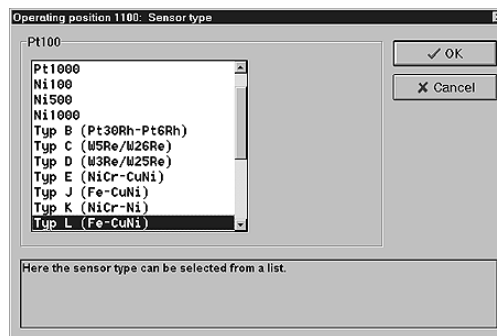 Operating position 1100: Sensor type
Pt100
OK
Cancel
Pt1000
Ni100
Ni500
Ni1000
Typ B (Pt30Rh-Pt6Rh)
Typ C (W5Re/W26Re)
Typ D (W3Re/W25Re)
Typ E (NiCr-CuNi)
Typ J (Fe-CuNi)
Typ K (NiCr-Ni)
Typ L (Fe-CuNi)
Here the sensor type can be selected from a list.